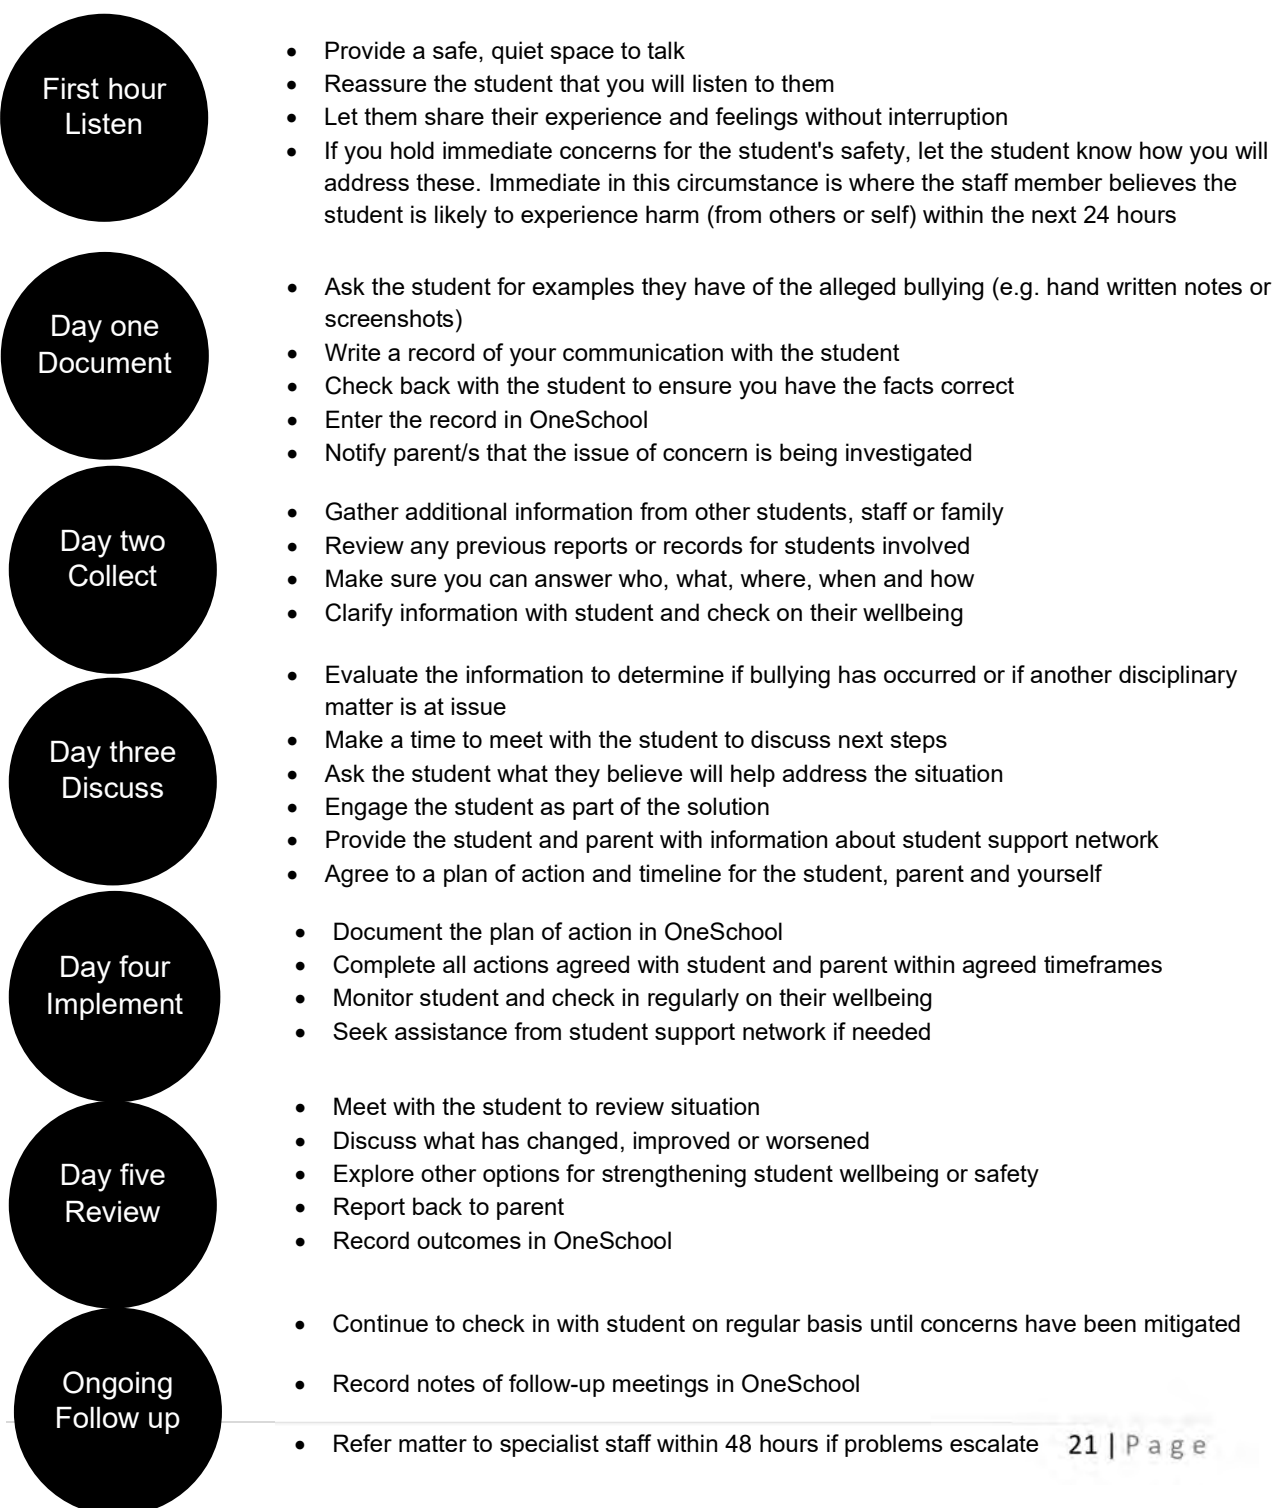 First hour
Listen
• Provide a safe, quiet space to talk
• Reassure the student that you will listen to them
• Let them share their experience and feelings without interruption
• If you hold immediate concerns for the student's safety, let the student know how you will
address these. Immediate in this circumstance is where the staff member believes the
student is likely to experience harm (from others or self) within the next 24 hours
Day one
Document
• Ask the student for examples they have of the alleged bullying (e.g. hand written notes or
screenshots)
• Write a record of your communication with the student
• Check back with the student to ensure you have the facts correct
• Enter the record in OneSchool
• Notify parent/s that the issue of concern is being investigated
Day two
Collect
• Gather additional information from other students, staff or family
• Review any previous reports or records for students involved
• Make sure you can answer who, what, where, when and how
• Clarify information with student and check on their wellbeing
Day three
Discuss
• Evaluate the information to determine if bullying has occurred or if another disciplinary
matter is at issue
• Make a time to meet with the student to discuss next steps
• Ask the student what they believe will help address the situation
• Engage the student as part of the solution
• Provide the student and parent with information about student support network
• Agree to a plan of action and timeline for the student, parent and yourself
Day four
Implement
• Document the plan of action in OneSchool
• Complete all actions agreed with student and parent within agreed timeframes
• Monitor student and check in regularly on their wellbeing
• Seek assistance from student support network if needed
Day five
Review
• Meet with the student to review situation
• Discuss what has changed, improved or worsened
• Explore other options for strengthening student wellbeing or safety
• Report back to parent
• Record outcomes in OneSchool
Ongoing
Follow up
• Continue to check in with student on regular basis until concerns have been mitigated
• Record notes of follow-up meetings in OneSchool
• Refer matter to specialist staff within 48 hours if problems escalate
21 | Page